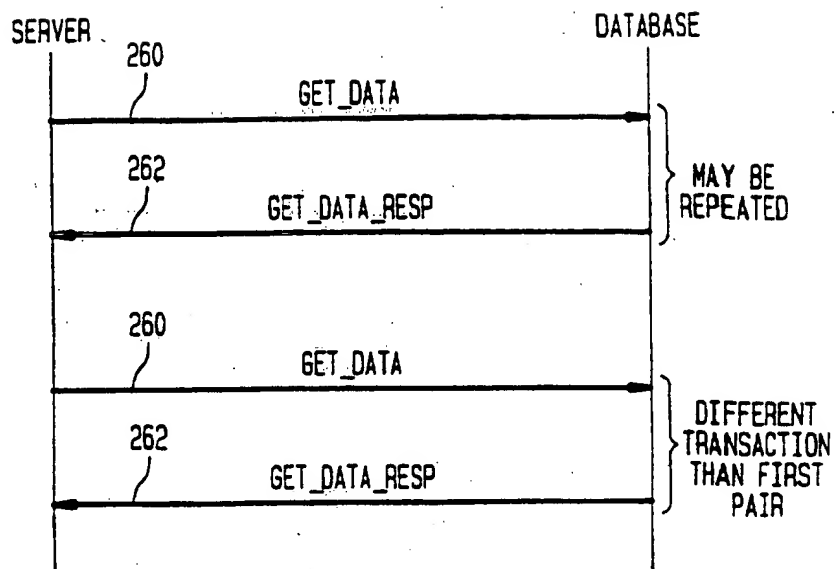 SERVER
DATABASE
260
GET_DATA
262
GET_DATA_RESP
MAY BE
REPEATED
260
GET_DATA
262
GET_DATA_RESP
DIFFERENT
TRANSACTION
THAN FIRST
PAIR